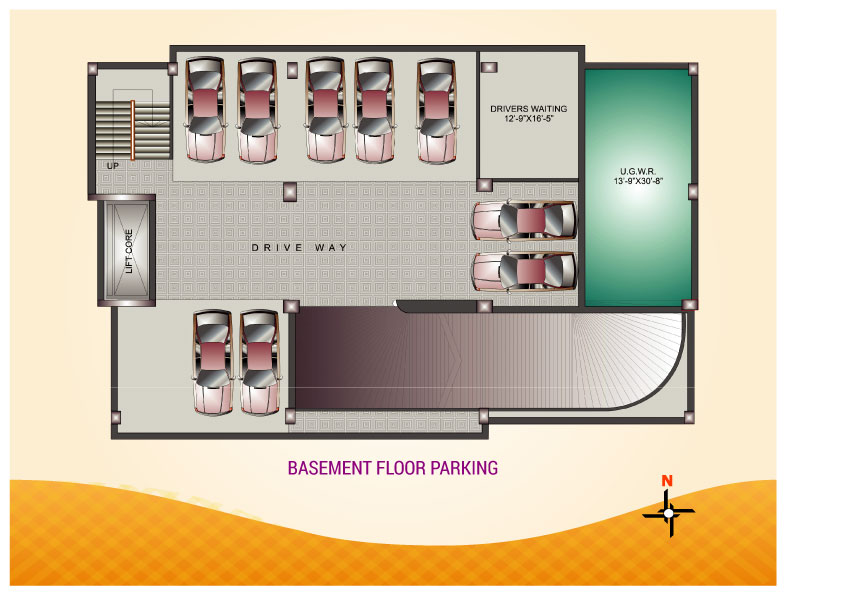 DRIVERS WAITING
12'-9"X16'-5"
UP
U.G.W.R.
13'-9"X30'-8"
LIFT CORE
DRIVE WAY
BASEMENT FLOOR PARKING
N